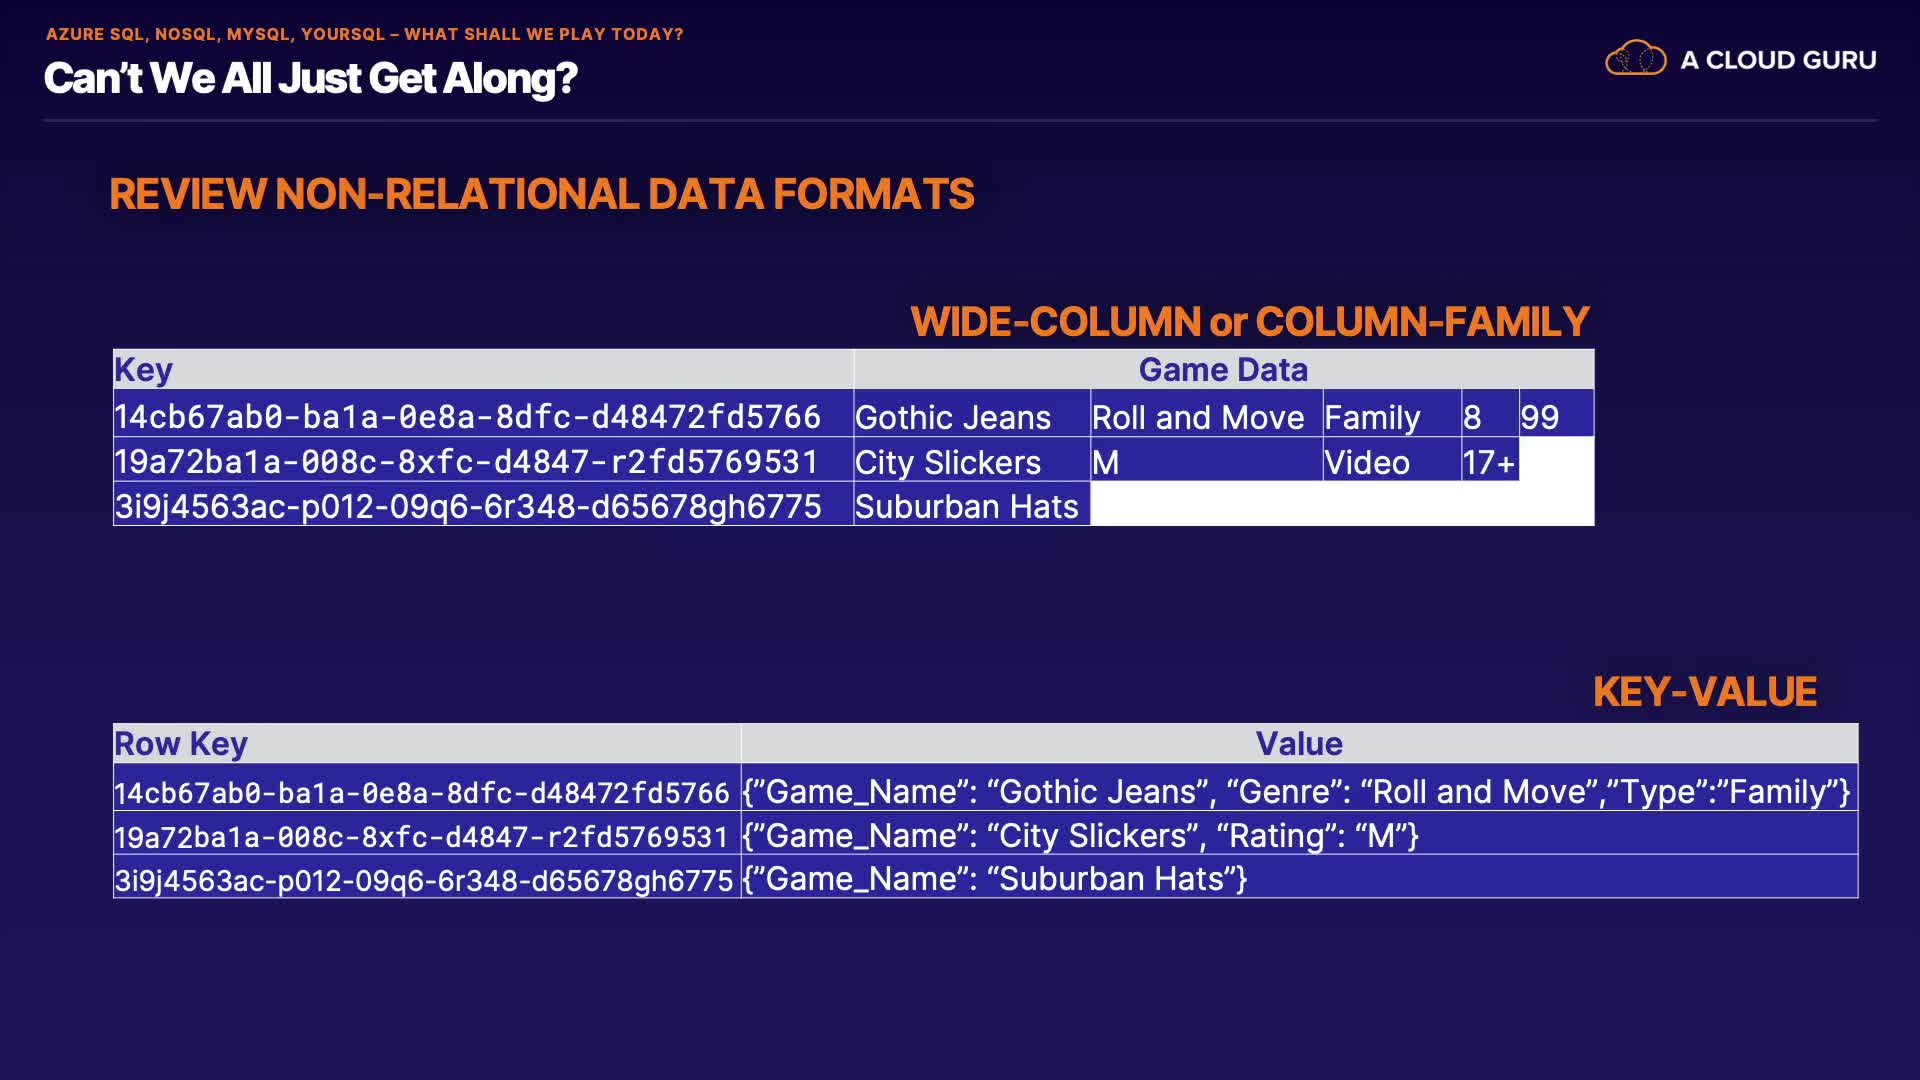 AZURE SQL, NOSQL, MYSQL, YOURSQL – WHAT SHALL WE PLAY TODAY?
Can’t We All Just Get Along?
A CLOUD GURU
REVIEW NON-RELATIONAL DATA FORMATS
WIDE-COLUMN or COLUMN-FAMILY
Key Game Data
14cb67ab0-ba1a-0e8a-8dfc-d48472fd5766 Gothic Jeans Roll and Move Family 8 99
19a72ba1a-008c-8xfc-d4847-r2fd5769531 City Slickers M Video 17+
3i9j4563ac-p012-09q6-6r348-d65678gh6775 Suburban Hats
KEY-VALUE
Row Key Value
14cb67ab0-ba1a-0e8a-8dfc-d48472fd5766 {”Game_Name”: “Gothic Jeans”, “Genre”: “Roll and Move”,”Type”:”Family”}
19a72ba1a-008c-8xfc-d4847-r2fd5769531 {”Game_Name”: “City Slickers”, “Rating”: “M”}
3i9j4563ac-p012-09q6-6r348-d65678gh6775 {”Game_Name”: “Suburban Hats”}